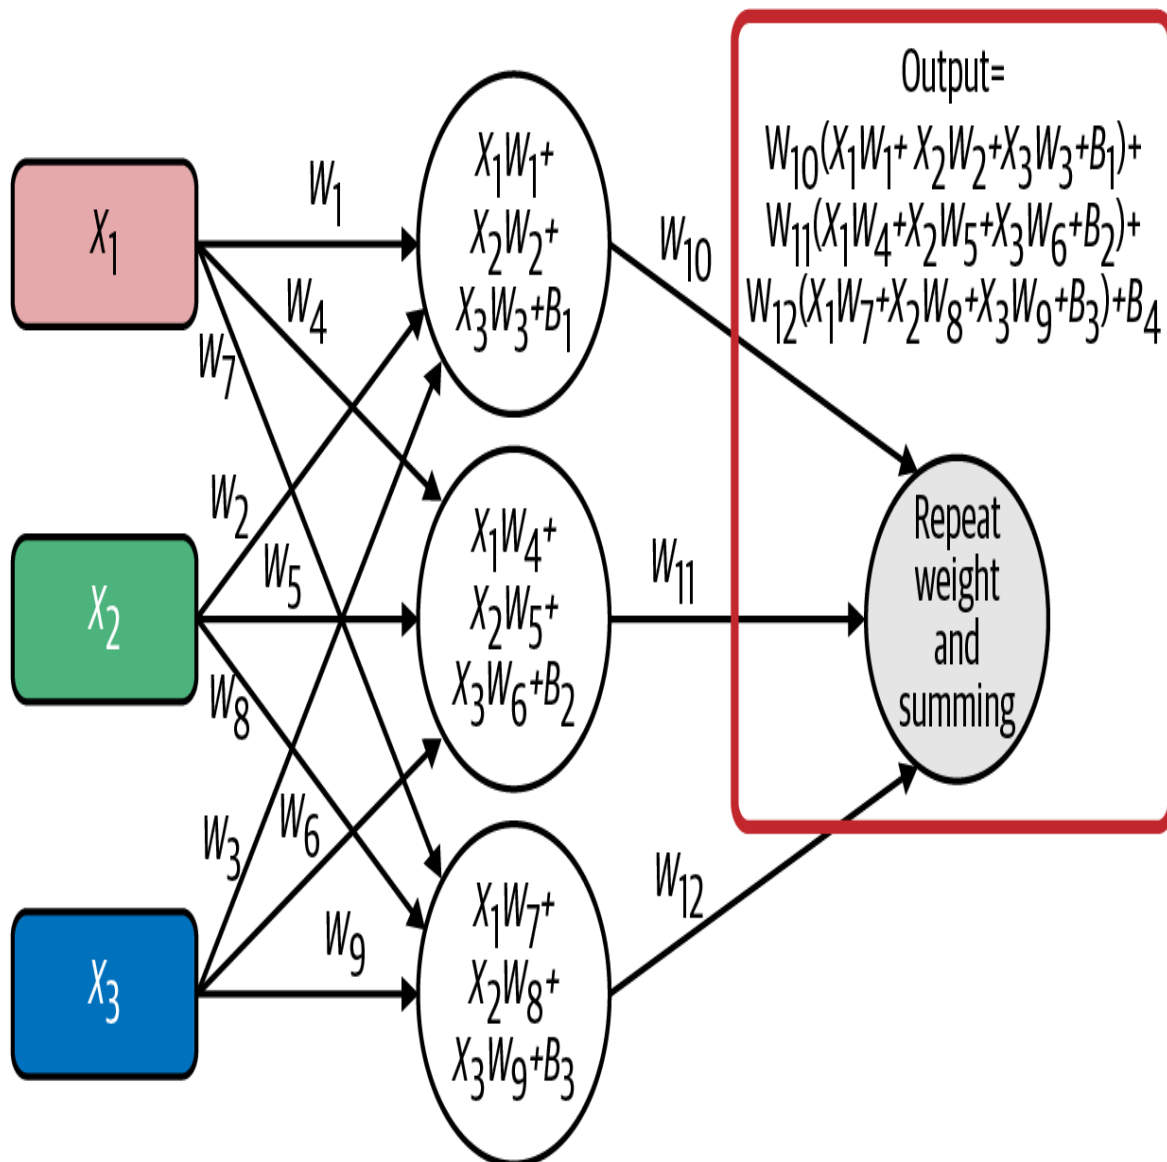 X₁
X₂
X₃
W₁
W₄
W₇
W₂
W₅
W₈
W₃
W₆
W₉
X₁W₁+
X₂W₂+
X₃W₃+B₁
X₁W₄+
X₂W₅+
X₃W₆+B₂
X₁W₇+
X₂W₈+
X₃W₉+B₃
W₁₀
W₁₁
W₁₂
Output=
W₁₀(X₁W₁+ X₂W₂+X₃W₃+B₁)+
W₁₁(X₁W₄+X₂W₅+X₃W₆+B₂)+
W₁₂(X₁W₇+X₂W₈+X₃W₉+B₃)+B₄
Repeat
weight
and
summing